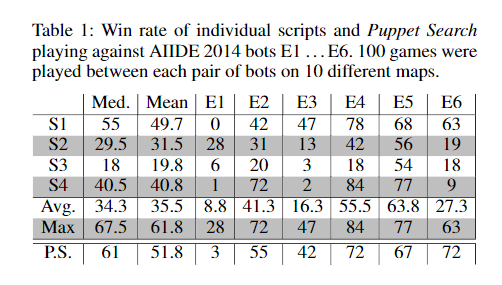 Table 1: Win rate of individual scripts and Puppet Search
playing against AIIDE 2014 bots E1 . . . E6. 100 games were
played between each pair of bots on 10 different maps.
Med. Mean E1 E2 E3 E4 E5 E6
S1 55 49.7 0 42 47 78 68 63
S2 29.5 31.5 28 31 13 42 56 19
S3 18 19.8 6 20 3 18 54 18
S4 40.5 40.8 1 72 2 84 77 9
Avg. 34.3 35.5 8.8 41.3 16.3 55.5 63.8 27.3
Max 67.5 61.8 28 72 47 84 77 63
P.S. 61 51.8 3 55 42 72 67 72